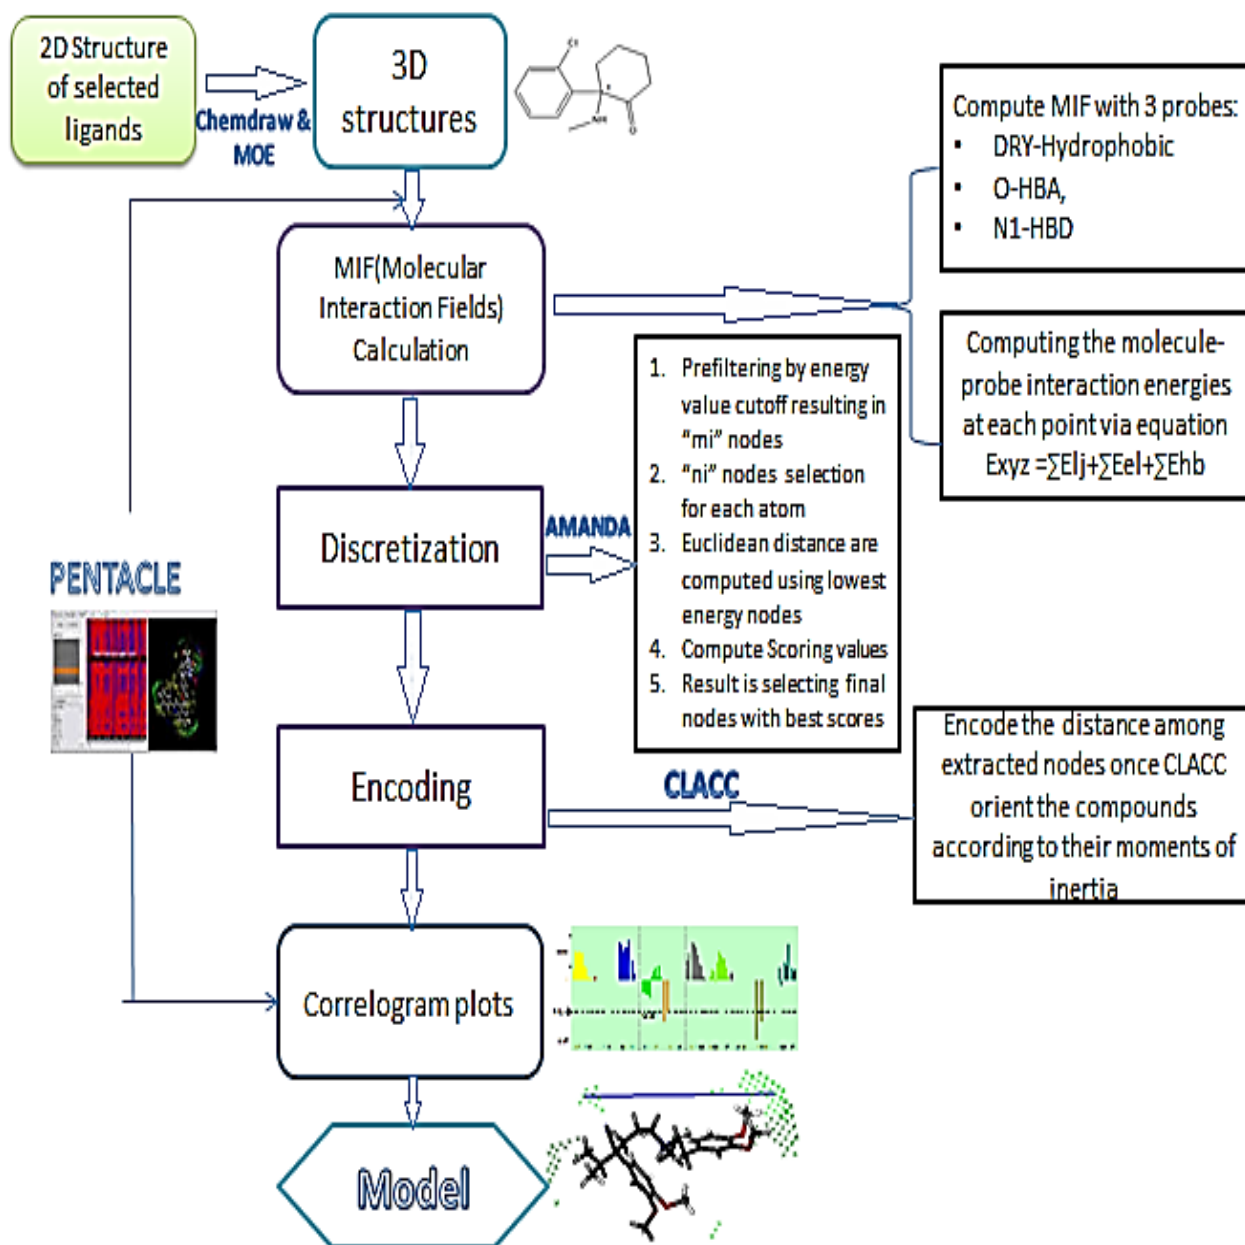 2D Structure
of selected
ligands
Chemdraw &
MOE
3D
structures
Cl
NH
O
MIF(Molecular
Interaction Fields)
Calculation
Compute MIF with 3 probes:
▪ DRY-Hydrophobic
▪ O-HBA,
▪ N1-HBD
Computing the molecule-
probe interaction energies
at each point via equation
Exyz =∑Elj+∑Eel+∑Ehb
Discretization
AMANDA
1. Prefiltering by energy
value cutoff resulting in
“mi” nodes
2. “ni” nodes selection
for each atom
3. Euclidean distance are
computed using lowest
energy nodes
4. Compute Scoring values
5. Result is selecting final
nodes with best scores
PENTACLE
Encoding
CLACC
Encode the distance among
extracted nodes once CLACC
orient the compounds
according to their moments of
inertia
Correlogram plots
Model